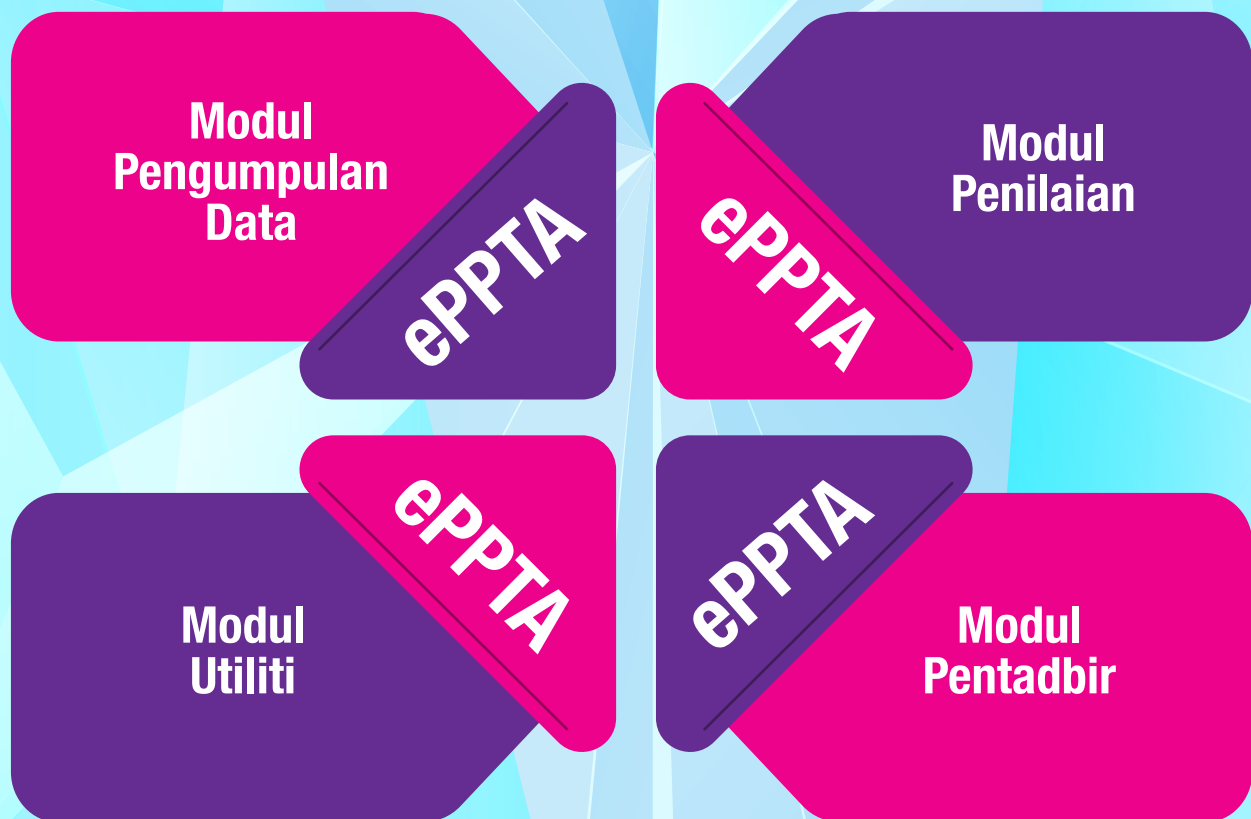 Modul
Pengumpulan
Data
ePPTA
ePPTA
Modul
Penilaian
Modul
Utiliti
ePPTA
ePPTA
Modul
Pentadbir